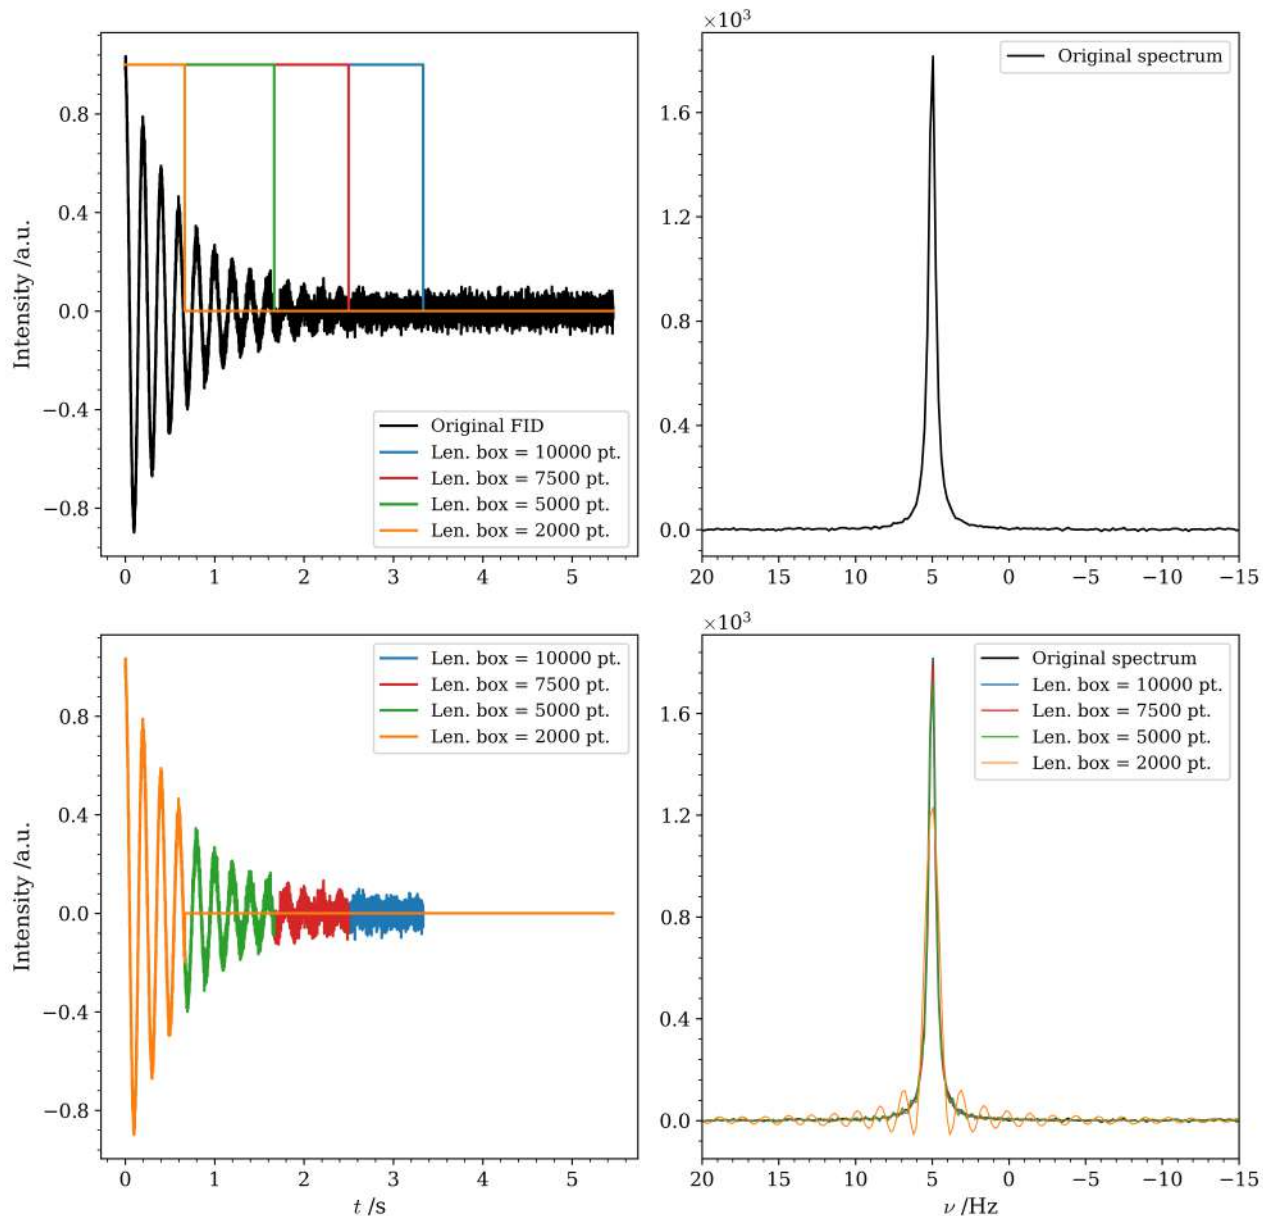 ×10³
Original spectrum
0.8
0.4
0.0
−0.4
−0.8
Intensity /a.u.
Original FID
Len. box = 10000 pt.
Len. box = 7500 pt.
Len. box = 5000 pt.
Len. box = 2000 pt.
0 1 2 3 4 5
1.6
1.2
0.8
0.4
0.0
20 15 10 5 0 −5 −10 −15
Len. box = 10000 pt.
Len. box = 7500 pt.
Len. box = 5000 pt.
Len. box = 2000 pt.
0.8
0.4
0.0
−0.4
−0.8
Intensity /a.u.
0 1 2 3 4 5
t /s
×10³
Original spectrum
Len. box = 10000 pt.
Len. box = 7500 pt.
Len. box = 5000 pt.
Len. box = 2000 pt.
1.6
1.2
0.8
0.4
0.0
20 15 10 5 0 −5 −10 −15
ν /Hz